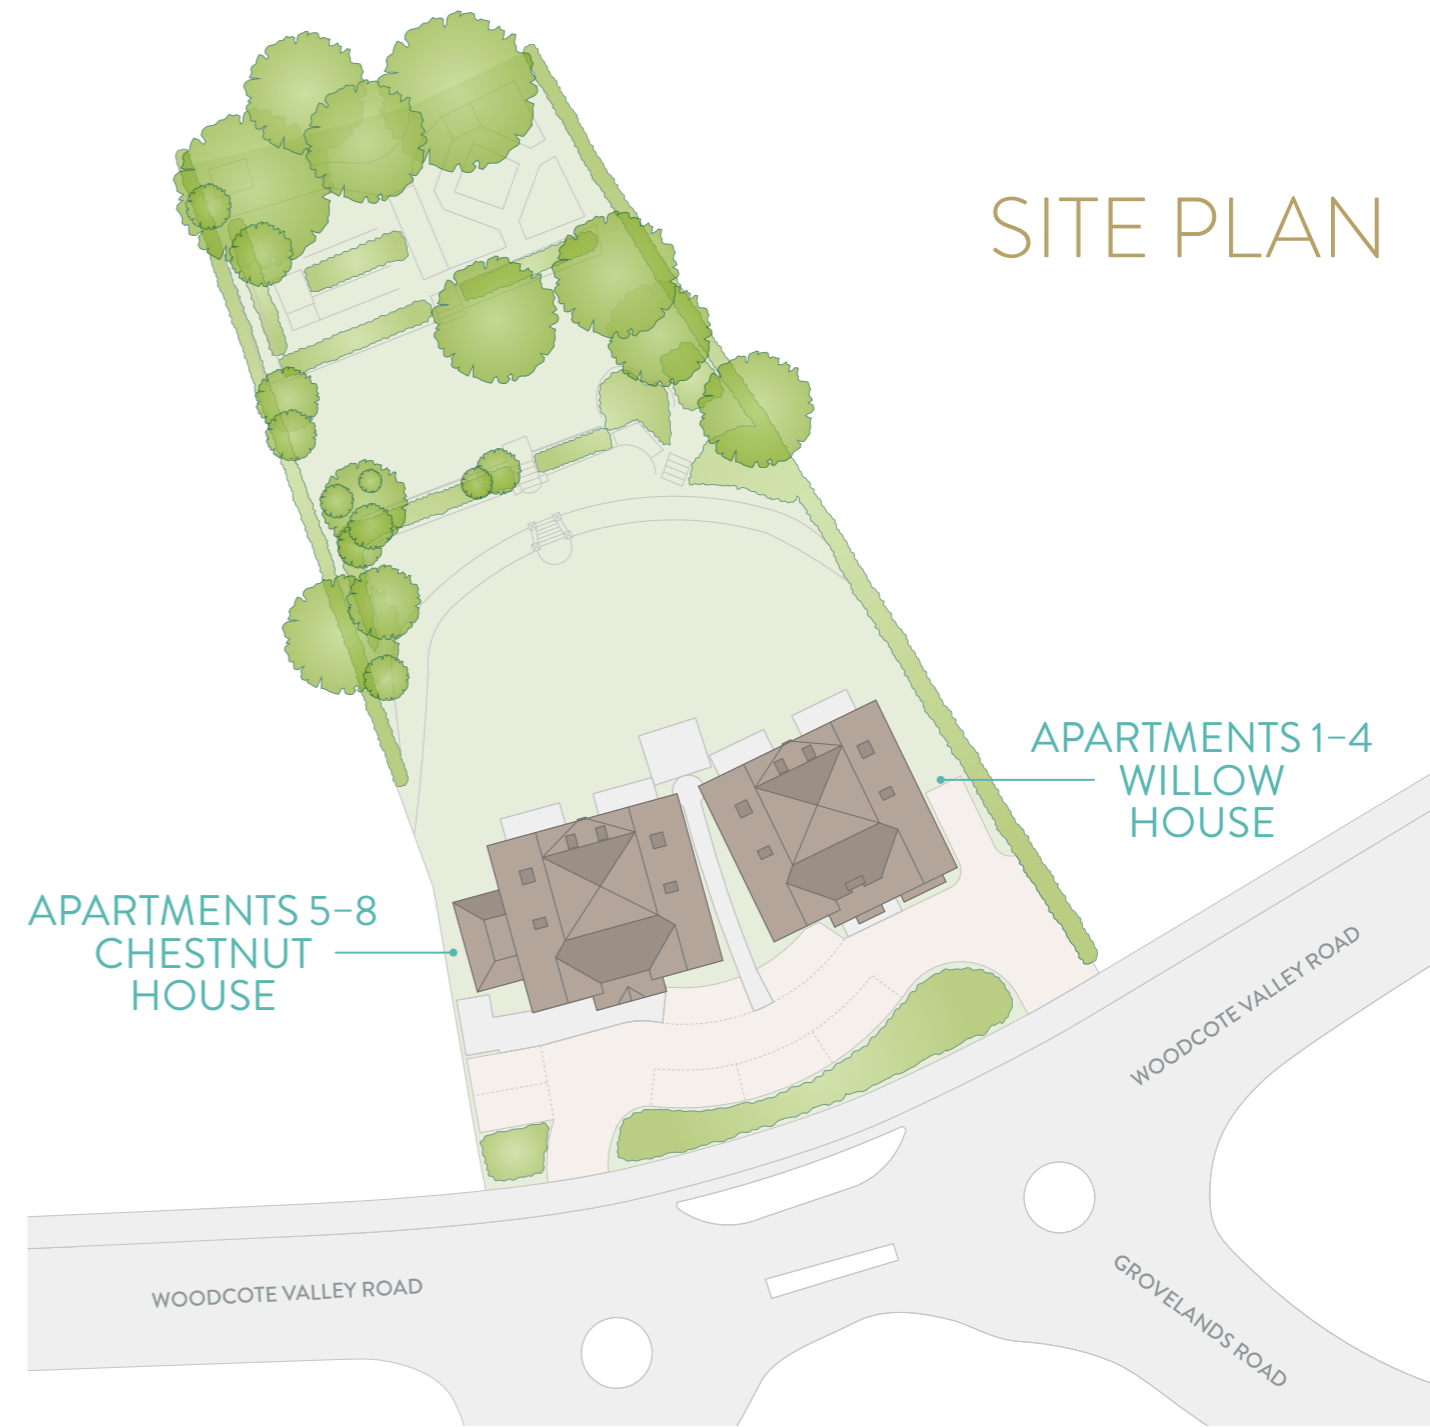 SITE PLAN
APARTMENTS 1–4
WILLOW
HOUSE
APARTMENTS 5–8
CHESTNUT
HOUSE
WOODCOTE VALLEY ROAD
WOODCOTE VALLEY ROAD
GROVELANDS ROAD